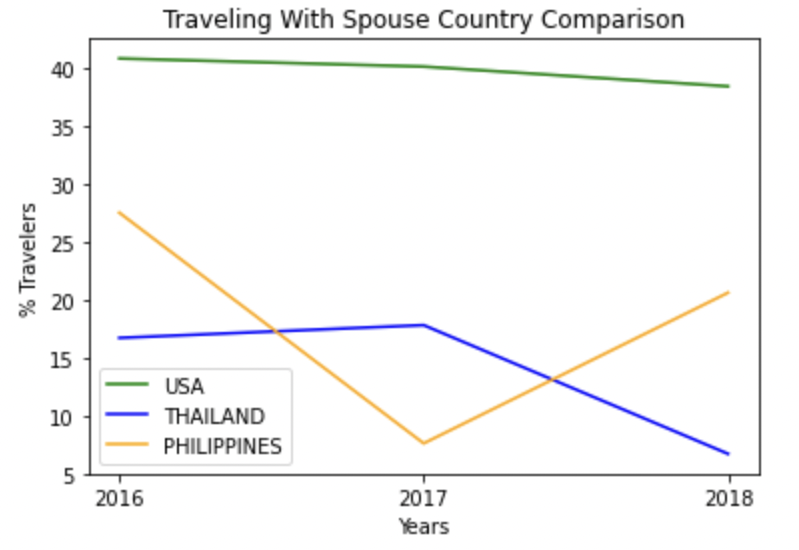 Traveling With Spouse Country Comparison
% Travelers
40
35
30
25
20
15
10
5
USA
THAILAND
PHILIPPINES
2016 2017 2018
Years